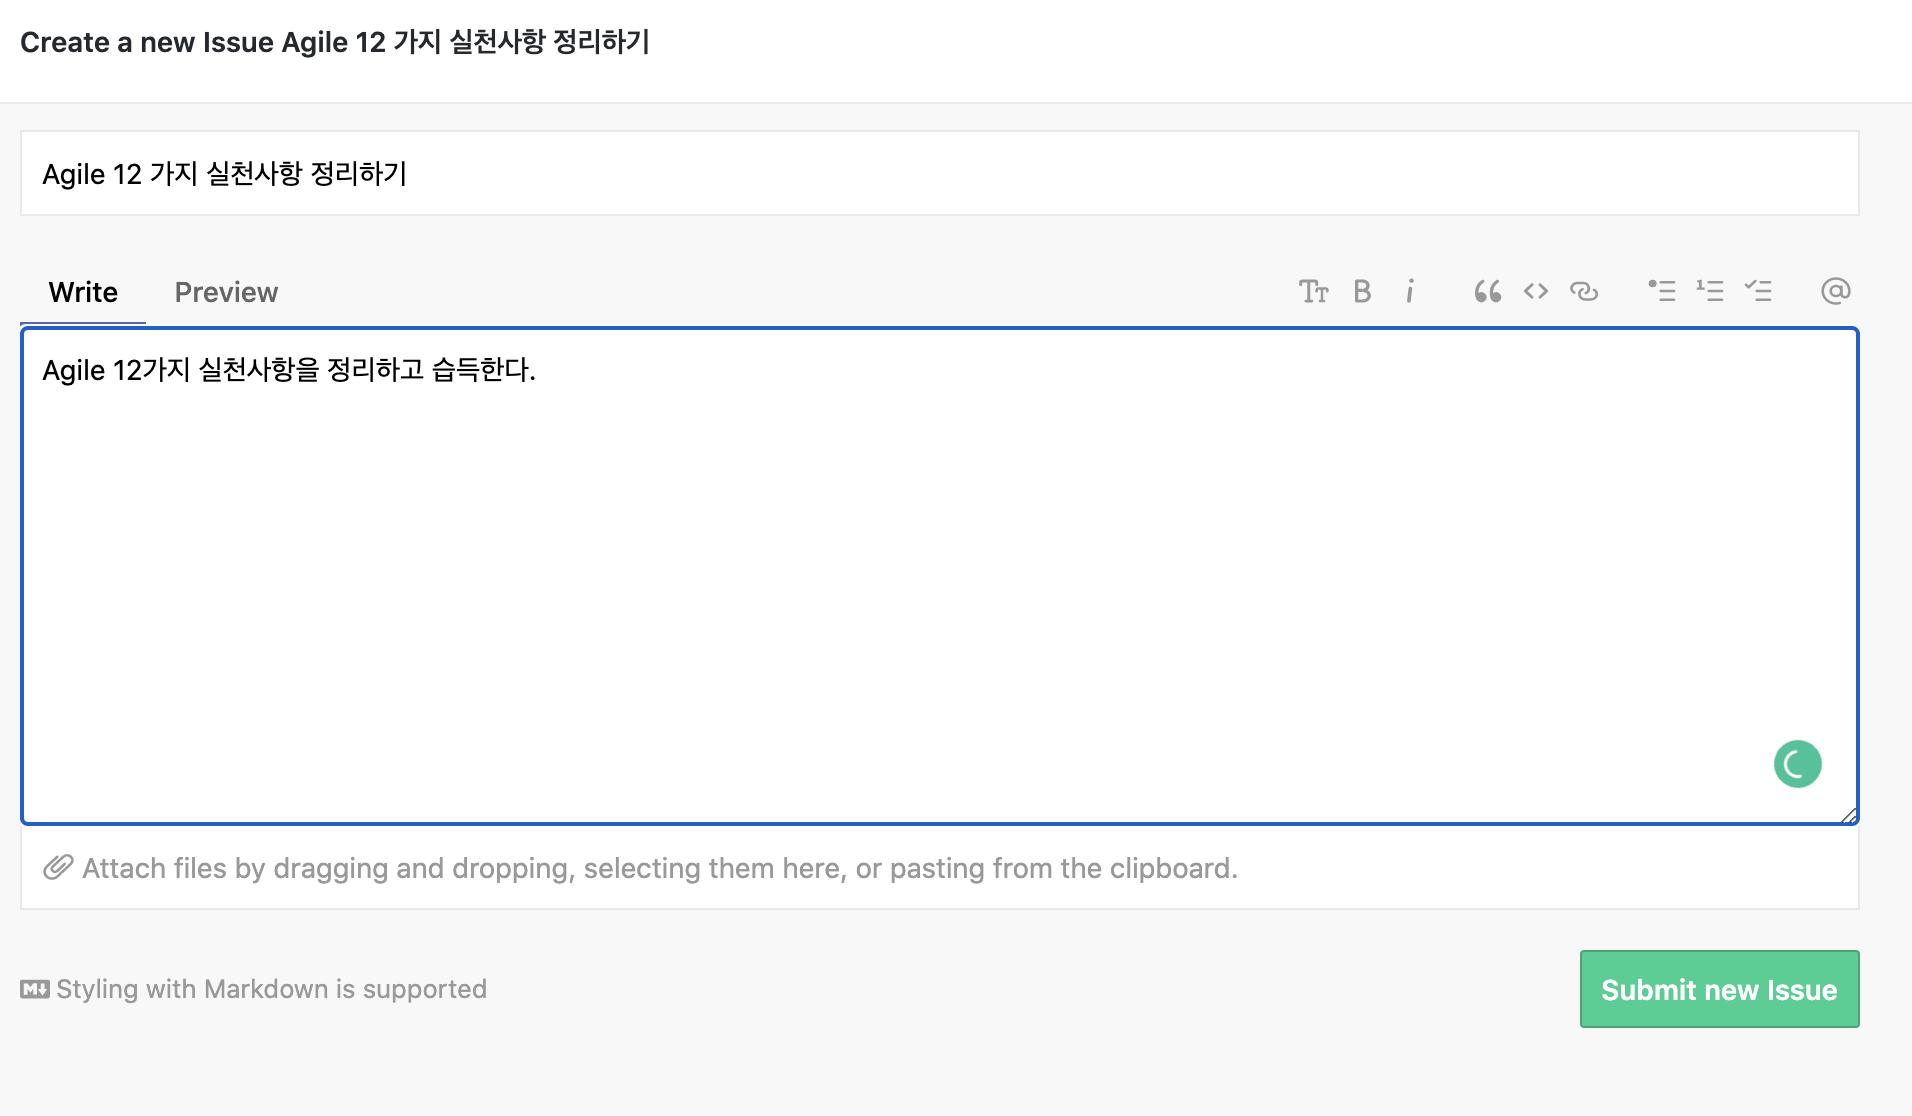 Create a new Issue Agile 12 가지 실천사항 정리하기
Agile 12 가지 실천사항 정리하기
Write Preview
Agile 12가지 실천사항을 정리하고 습득한다.
Attach files by dragging and dropping, selecting them here, or pasting from the clipboard.
Styling with Markdown is supported
Submit new Issue